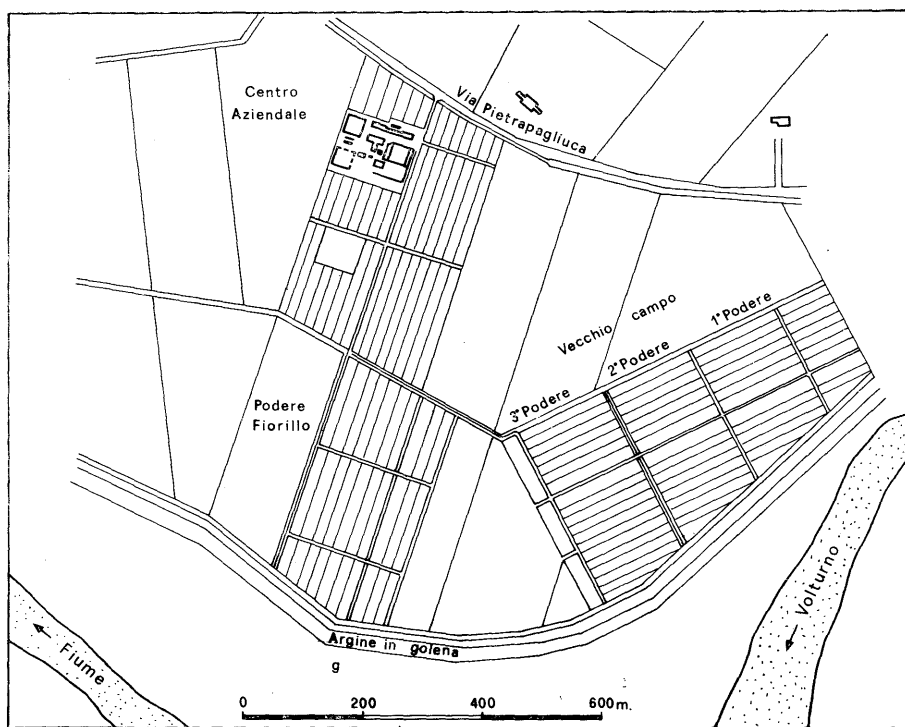 Centro
Aziendale
Via Pietrapagliuca
Vecchio campo
1° Podere
2° Podere
3° Podere
Podere
Fiorillo
Volturno
Fiume
Argine in golena
g
0 200 400 600 m.